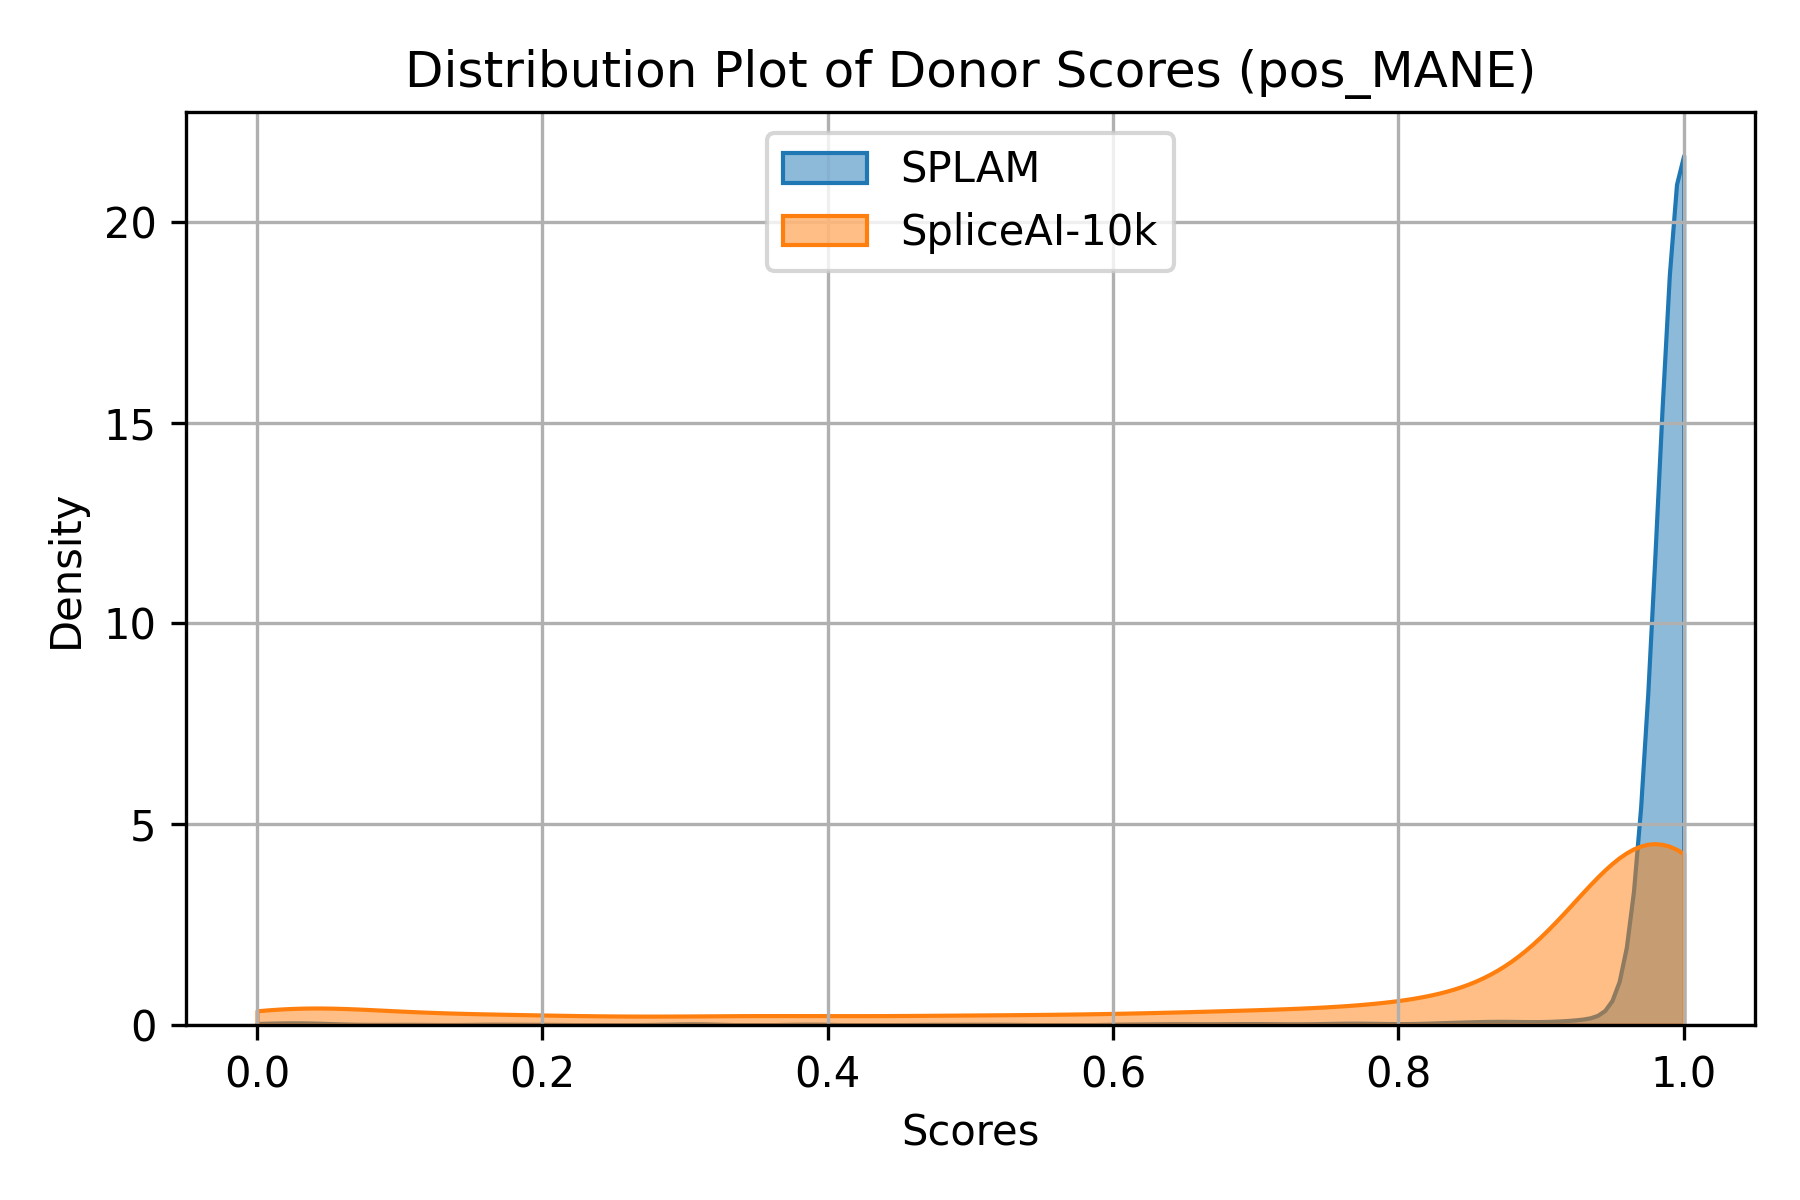 Distribution Plot of Donor Scores (pos_MANE)
SPLAM
SpliceAI-10k
Density
20
15
10
5
0
0.0 0.2 0.4 0.6 0.8 1.0
Scores